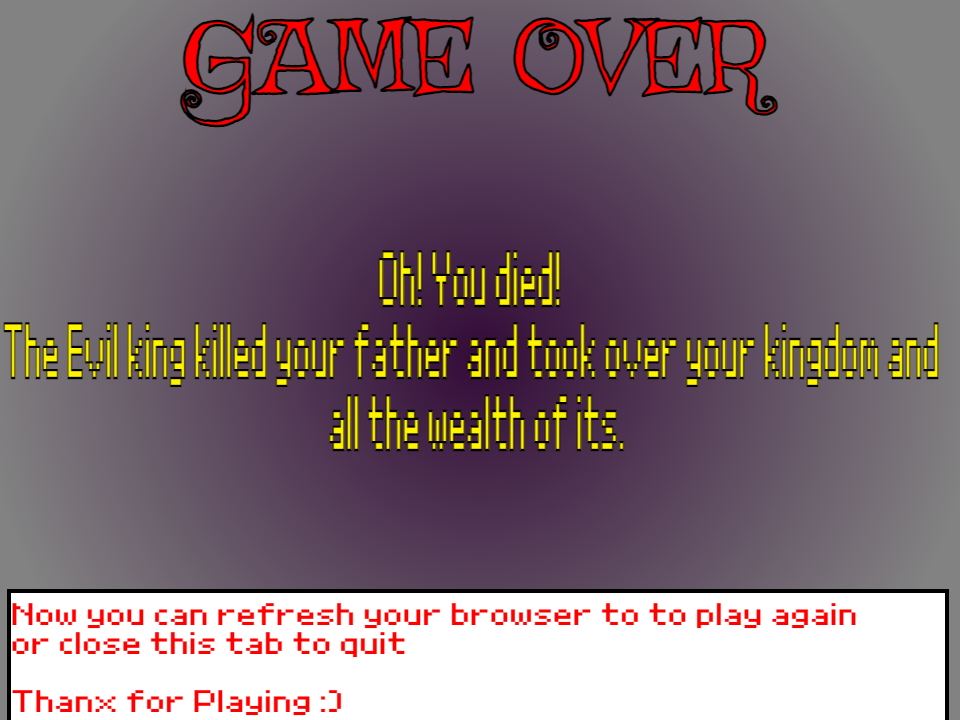 GAME OVER
Oh! You died!
The Evil king killed your father and took over your kingdom and
all the wealth of its.
Now you can refresh your browser to to play again
or close this tab to quit
Thanx for Playing :)